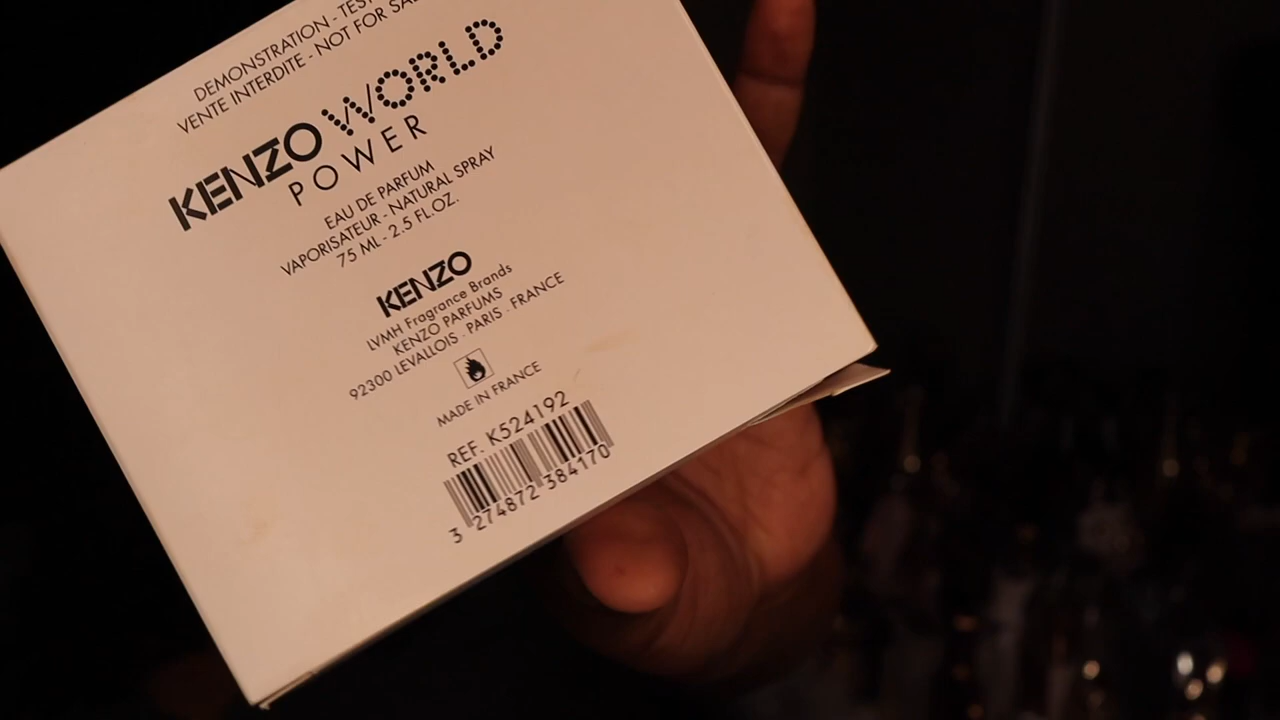 DEMONSTRATION - TEST
VENTE INTERDITE - NOT FOR SALE
KENZO WORLD
POWER
EAU DE PARFUM
VAPORISATEUR - NATURAL SPRAY
75 ML - 2.5 FL.OZ.
KENZO
LVMH Fragrance Brands
KENZO PARFUMS
92300 LEVALLOIS - PARIS - FRANCE
MADE IN FRANCE
REF. K524192
3 274872 384170